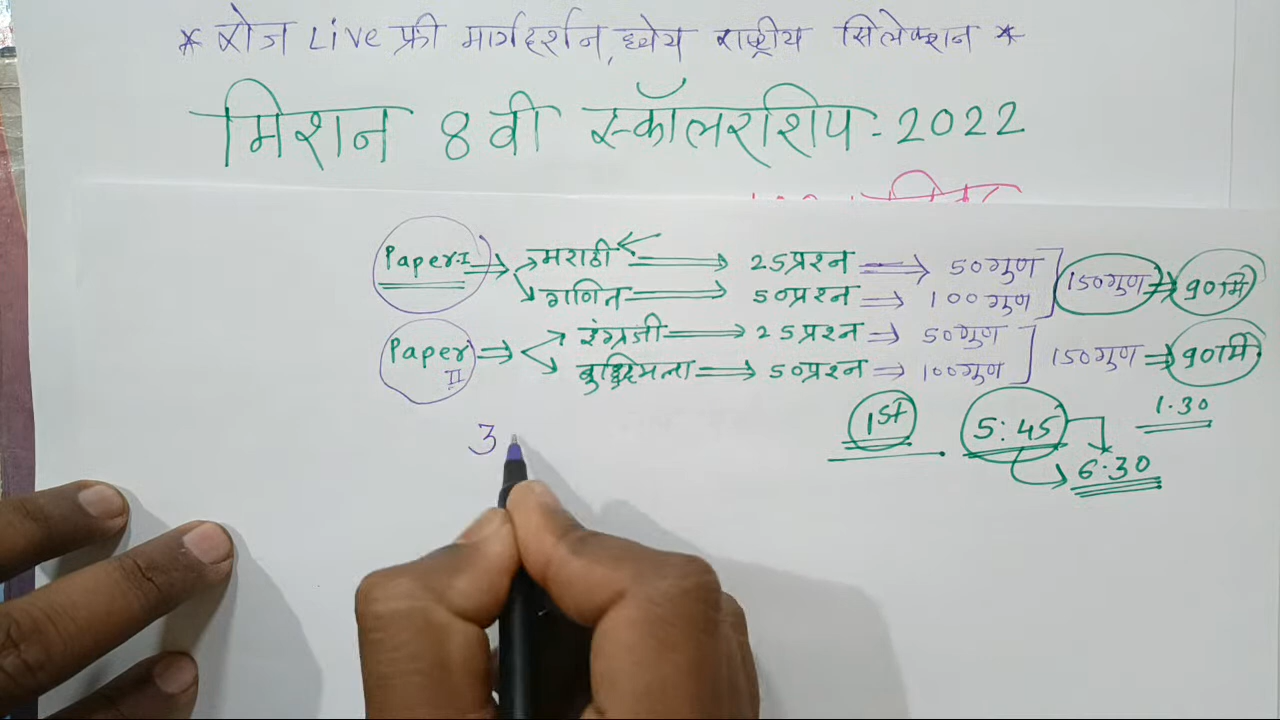 * रोज Live फ्री मार्गदर्शन, ध्येय राष्ट्रीय सिलेक्शन *
मिशन 8 वी स्कॉलरशिप - 2022
Paper-I ⇒ मराठी ⟹ 25 प्रश्न ⟹ 50 गुण
गणित ⟹ 50 प्रश्न ⟹ 100 गुण
150 गुण ⇒ 90 मि
Paper II ⇒ इंग्रजी ⟹ 25 प्रश्न ⇒ 50 गुण
बुद्धिमत्ता ⟹ 50 प्रश्न ⇒ 100 गुण
150 गुण ⇒ 90 मि
1st 5:45 1.30
6.30
3